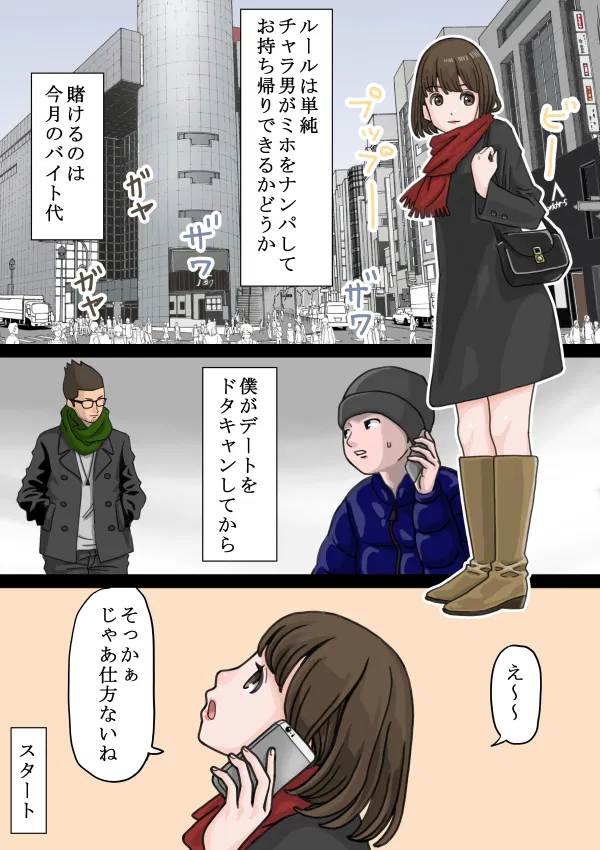 ルールは単純
チャラ男がミホをナンパして
お持ち帰りできるかどうか
賭けるのは
今月のバイト代
ビー
プップー
ザワ
ガヤ
ガヤ
ザワ
僕がデートを
ドタキャンしてから
え〜〜
そっかぁ
じゃあ仕方ないね
スタート